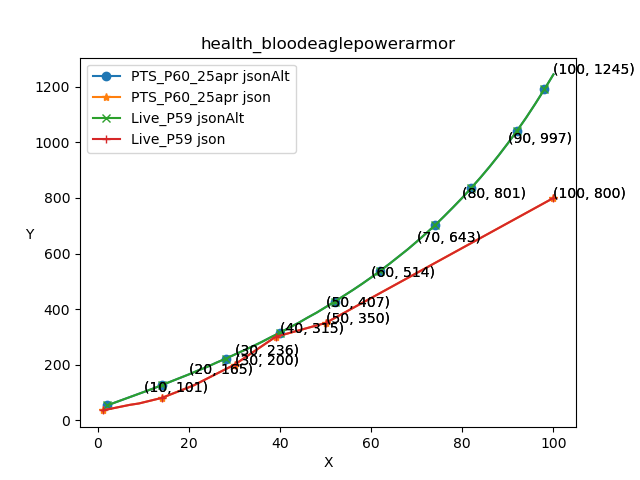 health_bloodeaglepowerarmor
PTS_P60_25apr jsonAlt
PTS_P60_25apr json
Live_P59 jsonAlt
Live_P59 json
Y
1200
1000
800
600
400
200
0
(100, 1245)
(90, 997)
(80, 801)
(100, 800)
(70, 643)
(60, 514)
(50, 407)
(50, 350)
(40, 315)
(30, 236)
(30, 200)
(20, 165)
(10, 101)
0 20 40 60 80 100
X